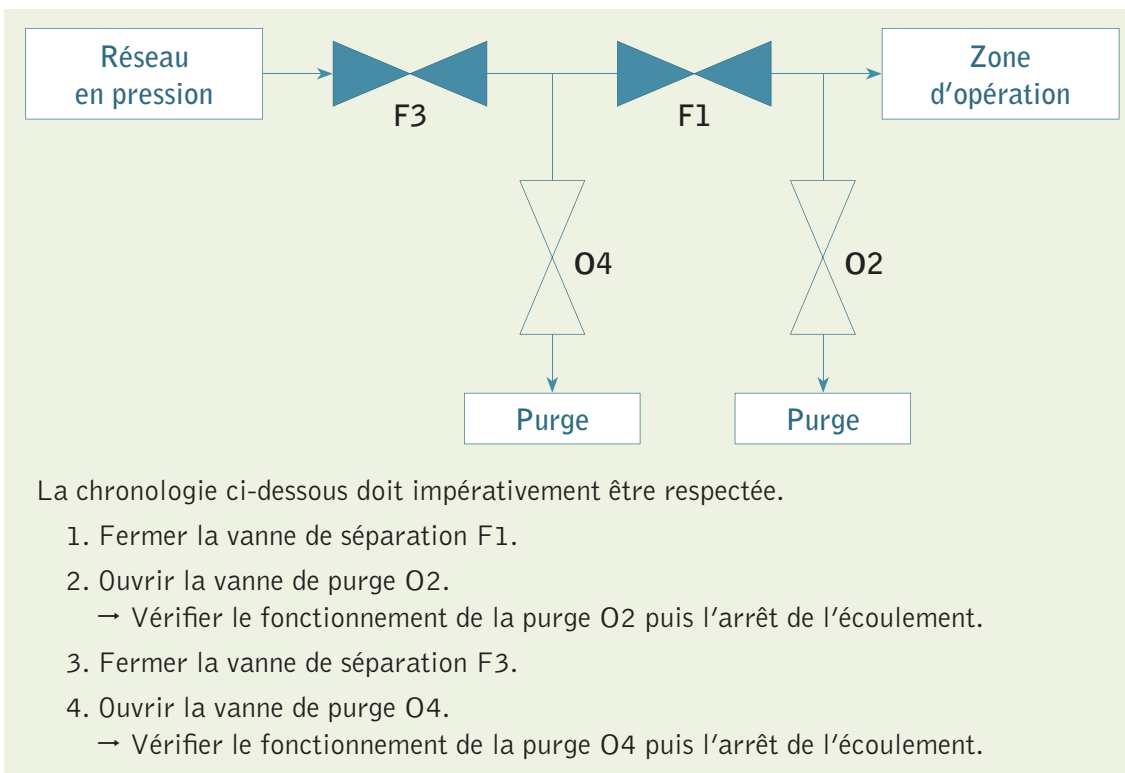 Réseau
en pression
Zone
d'opération
F3
F1
O4
O2
Purge
Purge
La chronologie ci-dessous doit impérativement être respectée.
1. Fermer la vanne de séparation F1.
2. Ouvrir la vanne de purge O2.
→ Vérifier le fonctionnement de la purge O2 puis l'arrêt de l'écoulement.
3. Fermer la vanne de séparation F3.
4. Ouvrir la vanne de purge O4.
→ Vérifier le fonctionnement de la purge O4 puis l'arrêt de l'écoulement.